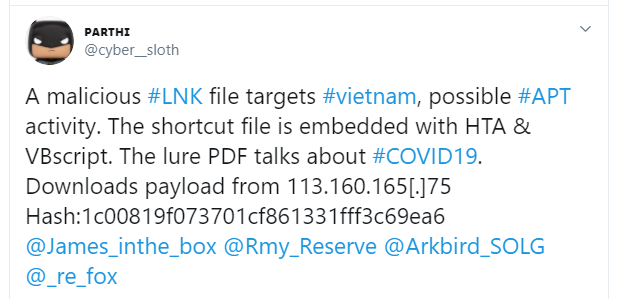 PARTHI
@cyber__sloth
A malicious #LNK file targets #vietnam, possible #APT
activity. The shortcut file is embedded with HTA &
VBscript. The lure PDF talks about #COVID19.
Downloads payload from 113.160.165[.]75
Hash:1c00819f073701cf861331fff3c69ea6
@James_inthe_box @Rmy_Reserve @Arkbird_SOLG
@_re_fox